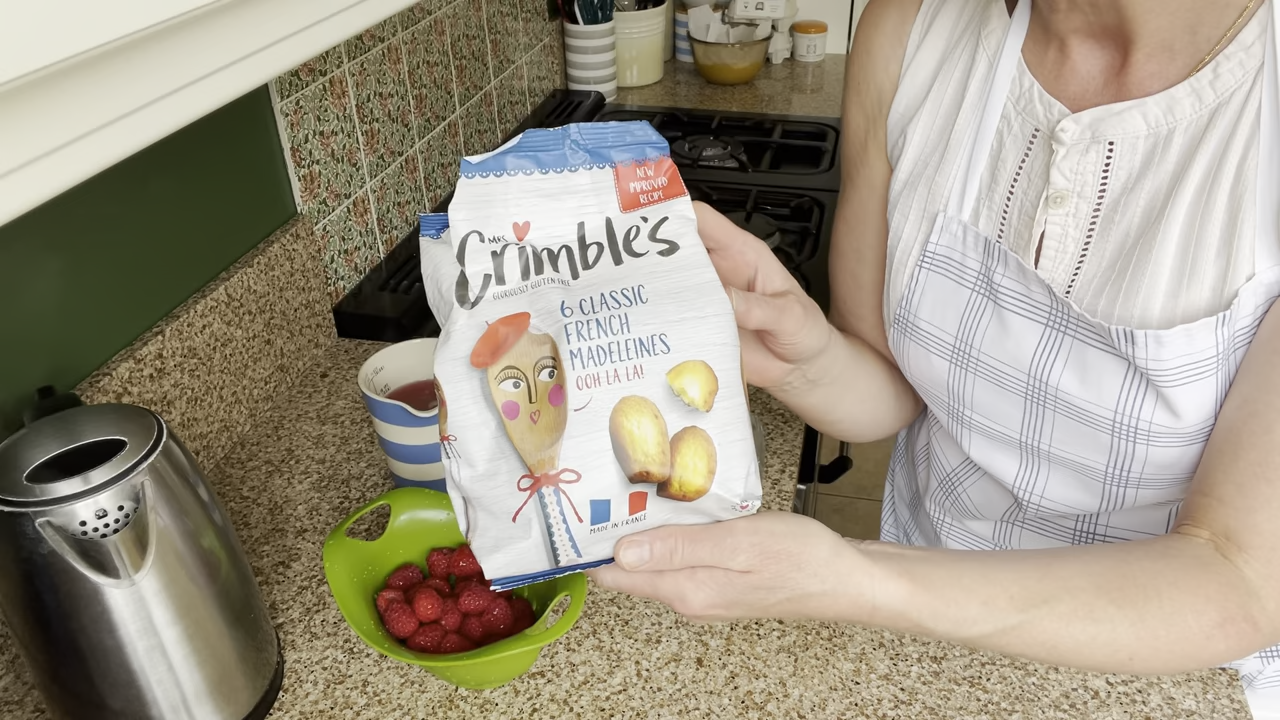 NEW
IMPROVED
RECIPE
MRS
Crimble's
GLORIOUSLY GLUTEN FREE
6 CLASSIC
FRENCH
MADELEINES
OOH LA LA!
MADE IN FRANCE